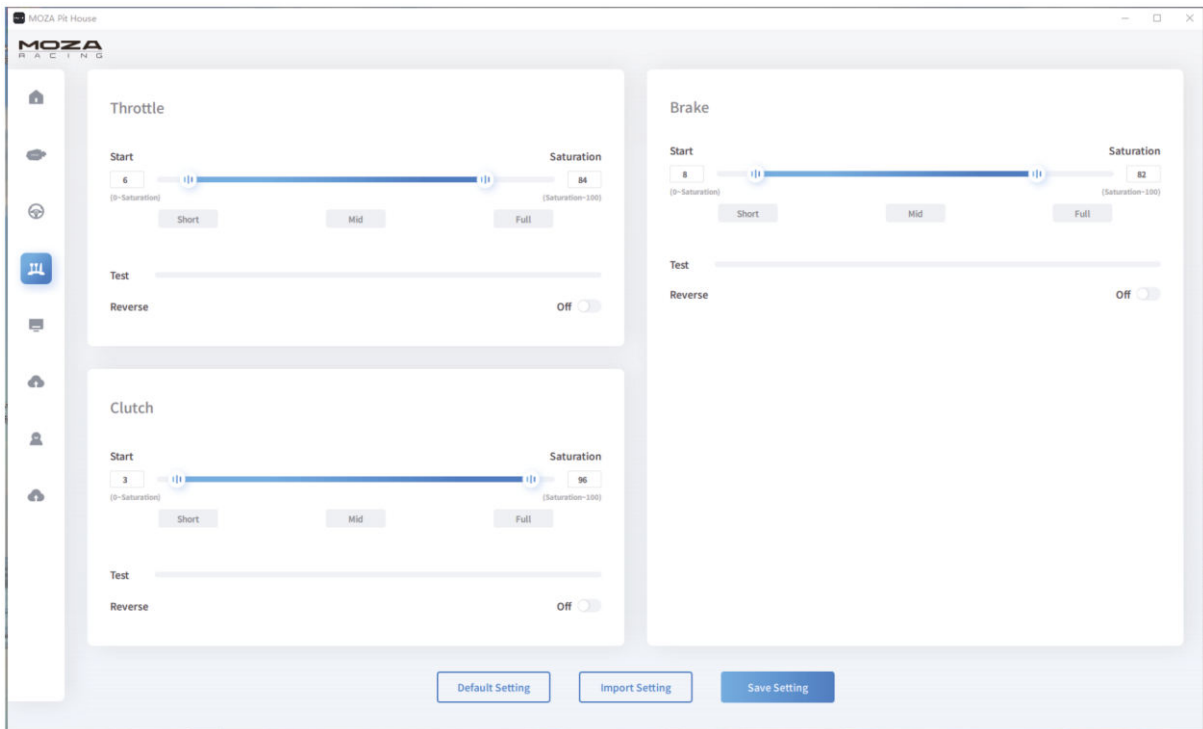 MOZA Pit House
MOZA
RACING
Throttle
Start
Saturation
6
84
(0~Saturation)
(Saturation~100)
Short
Mid
Full
Test
Reverse
Off
Clutch
Start
Saturation
3
96
(0~Saturation)
(Saturation~100)
Short
Mid
Full
Test
Reverse
Off
Brake
Start
Saturation
8
82
(0~Saturation)
(Saturation~100)
Short
Mid
Full
Test
Reverse
Off
Default Setting
Import Setting
Save Setting